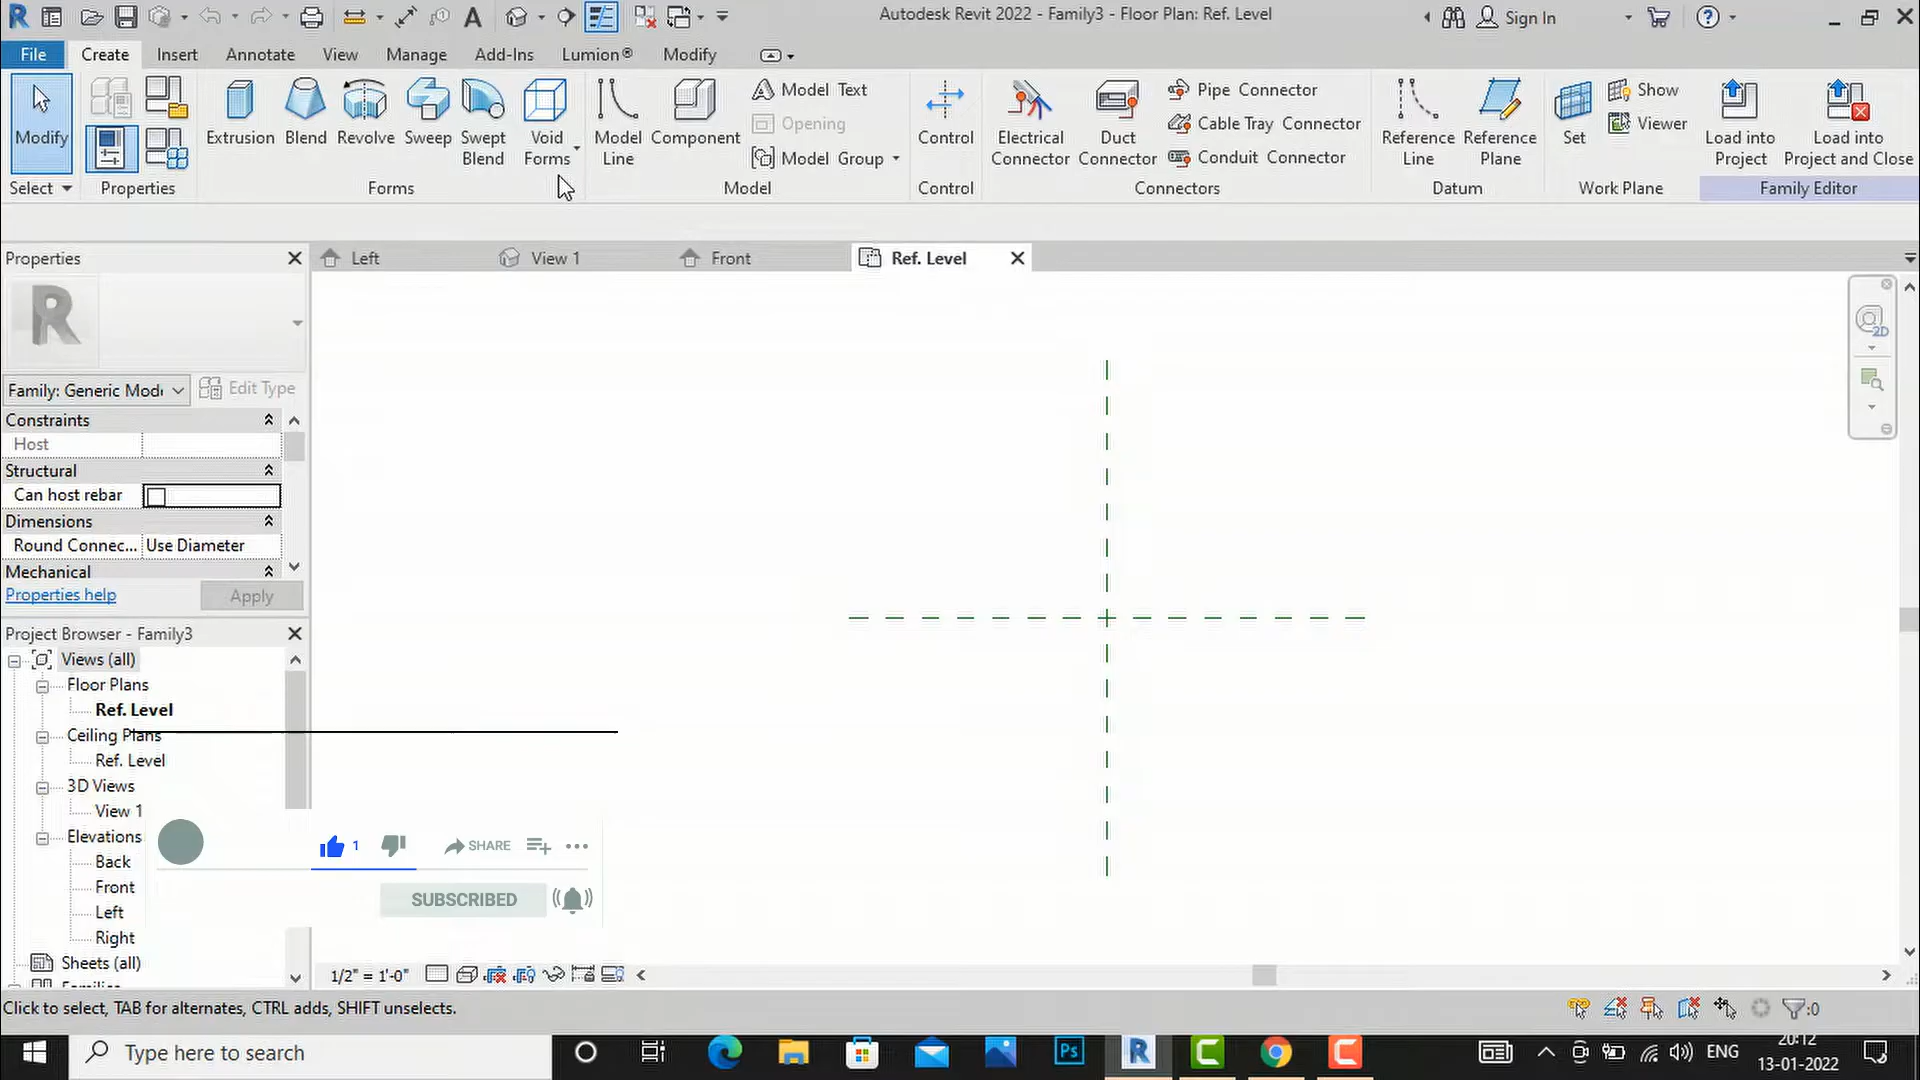 Autodesk Revit 2022 - Family3 - Floor Plan: Ref. Level
Sign In
File Create Insert Annotate View Manage Add-Ins Lumion® Modify
Modify
Extrusion Blend Revolve Sweep Swept Blend Void Forms
Model Line Component
Model Text
Opening
Model Group
Control
Electrical Connector Duct Connector
Pipe Connector
Cable Tray Connector
Conduit Connector
Reference Line Reference Plane
Set
Show
Viewer
Load into Project
Load into Project and Close
Select Properties Forms Model Control Connectors Datum Work Plane Family Editor
Properties
Left View 1 Front Ref. Level
R
Family: Generic Mod
Edit Type
Constraints
Host
Structural
Can host rebar
Dimensions
Round Connec... Use Diameter
Mechanical
Properties help
Apply
Project Browser - Family3
Views (all)
Floor Plans
Ref. Level
Ceiling Plans
Ref. Level
3D Views
View 1
Elevations
Back
Front
Left
Right
Sheets (all)
1 SHARE
SUBSCRIBED
2D
1/2" = 1'-0"
Click to select, TAB for alternates, CTRL adds, SHIFT unselects.
:0
Type here to search
Ps
R
ENG
20:12
13-01-2022